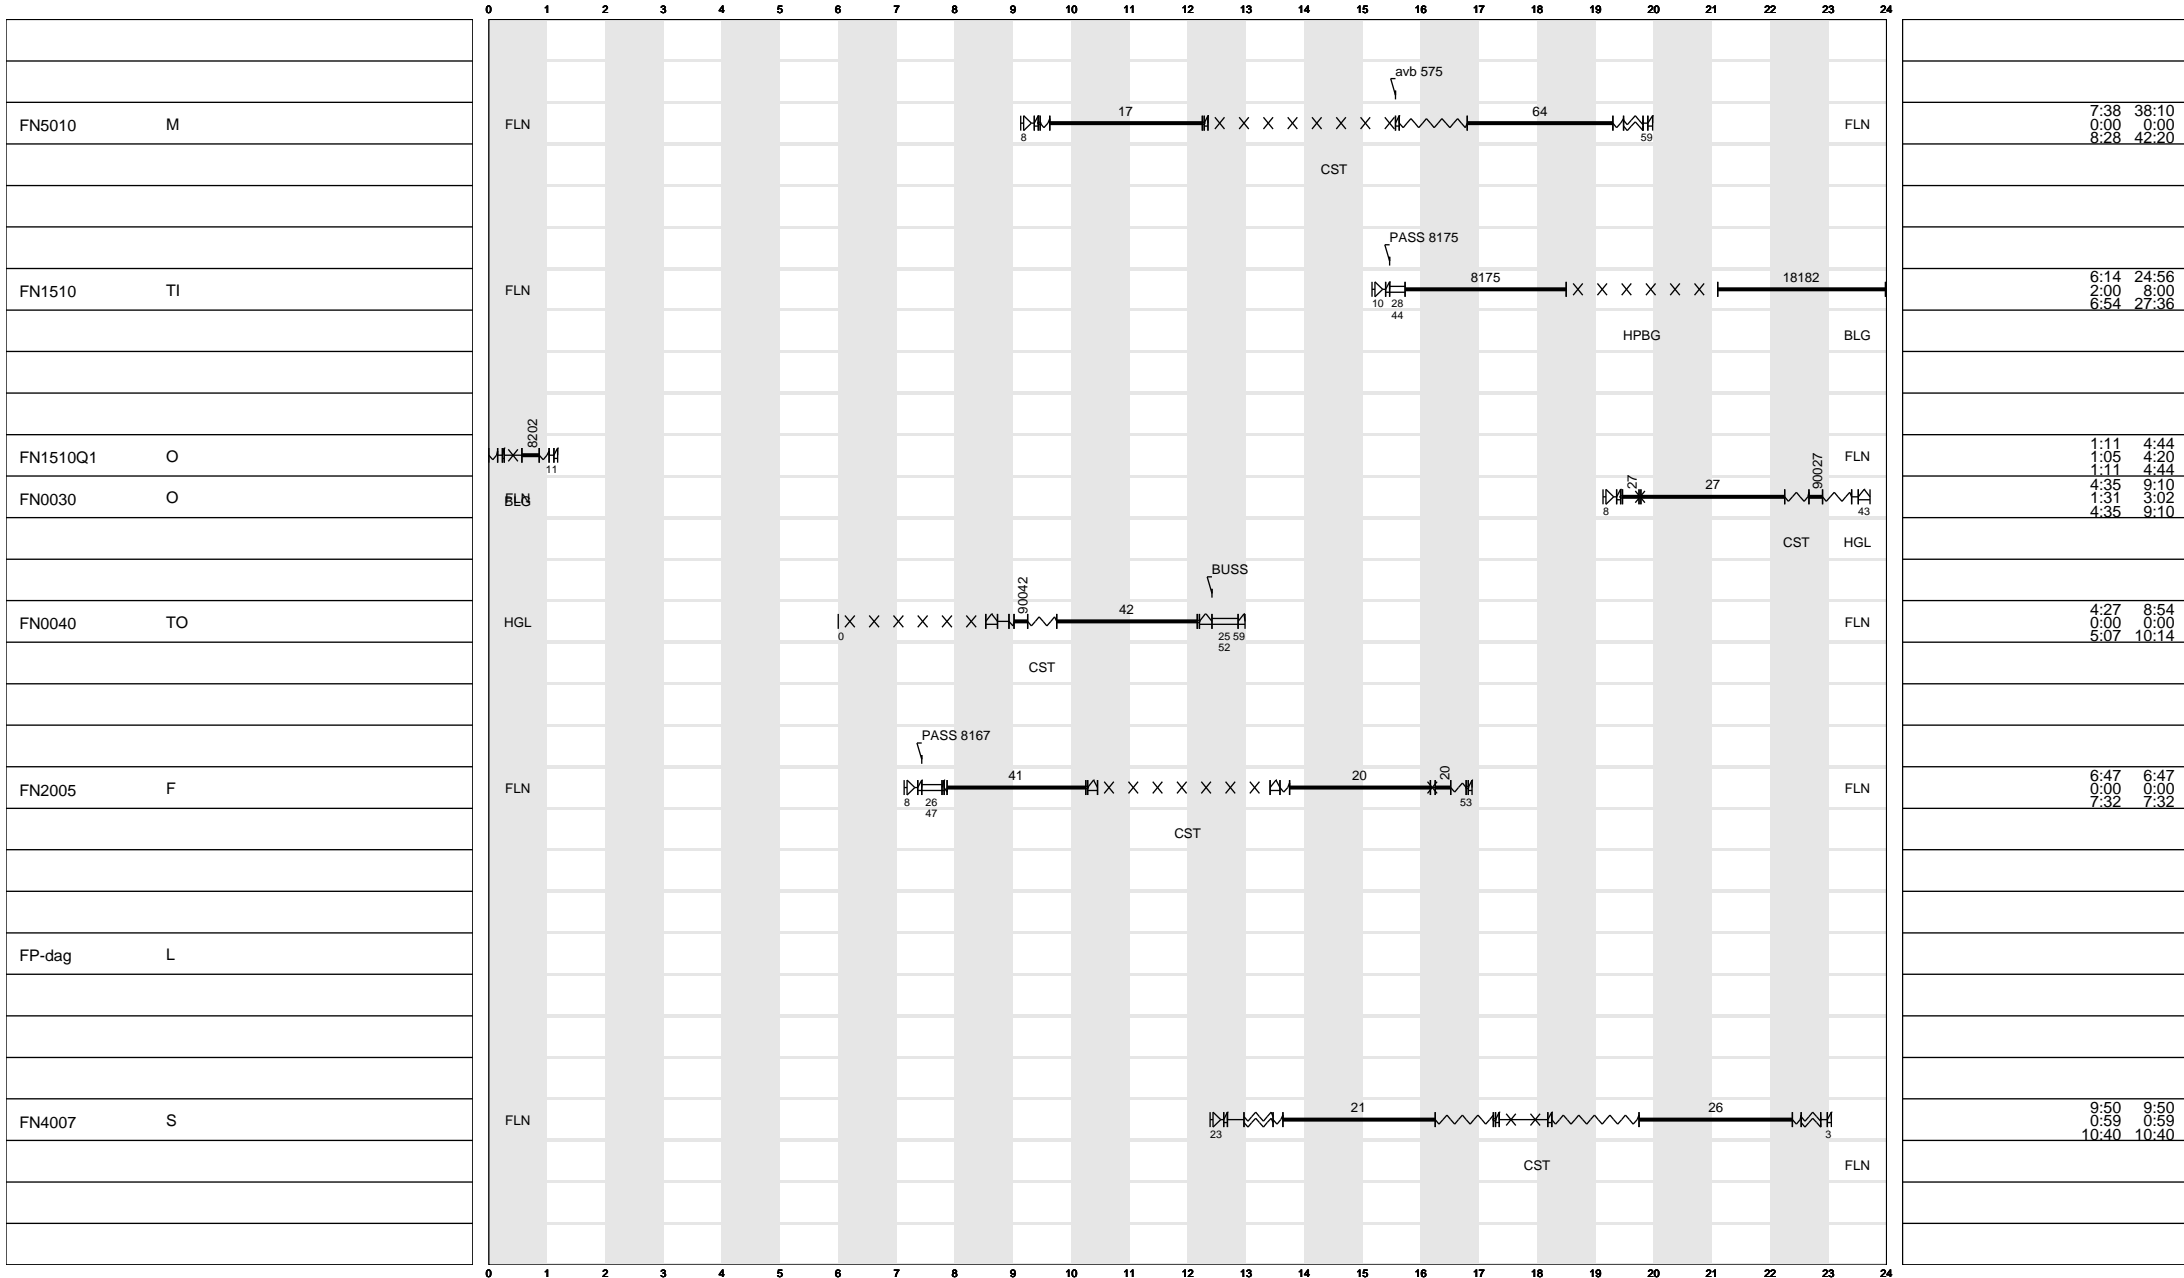 0 1 2 3 4 5 6 7 8 9 10 11 12 13 14 15 16 17 18 19 20 21 22 23 24
avb 575
17 64
FN5010 M FLN FLN 7:38 38:10
8 59 0:00 0:00
8:28 42:20
CST
PASS 8175
8175 18182
FN1510 TI FLN 6:14 24:56
10 28 2:00 8:00
44 6:54 27:36
HPBG BLG
8202
FN1510Q1 O FLN 1:11 4:44
11 1:05 4:20
1:11 4:44
27 27 90027
FN0030 O FLN BLG 4:35 9:10
8 43 1:31 3:02
4:35 9:10
CST HGL
BUSS
90042 42
FN0040 TO HGL FLN 4:27 8:54
0 25 59 0:00 0:00
52 5:07 10:14
CST
PASS 8167
41 20 20
FN2005 F FLN FLN 6:47 6:47
8 26 53 0:00 0:00
47 7:32 7:32
CST
FP-dag L
21 26
FN4007 S FLN 9:50 9:50
23 3 0:59 0:59
10:40 10:40
CST FLN
0 1 2 3 4 5 6 7 8 9 10 11 12 13 14 15 16 17 18 19 20 21 22 23 24